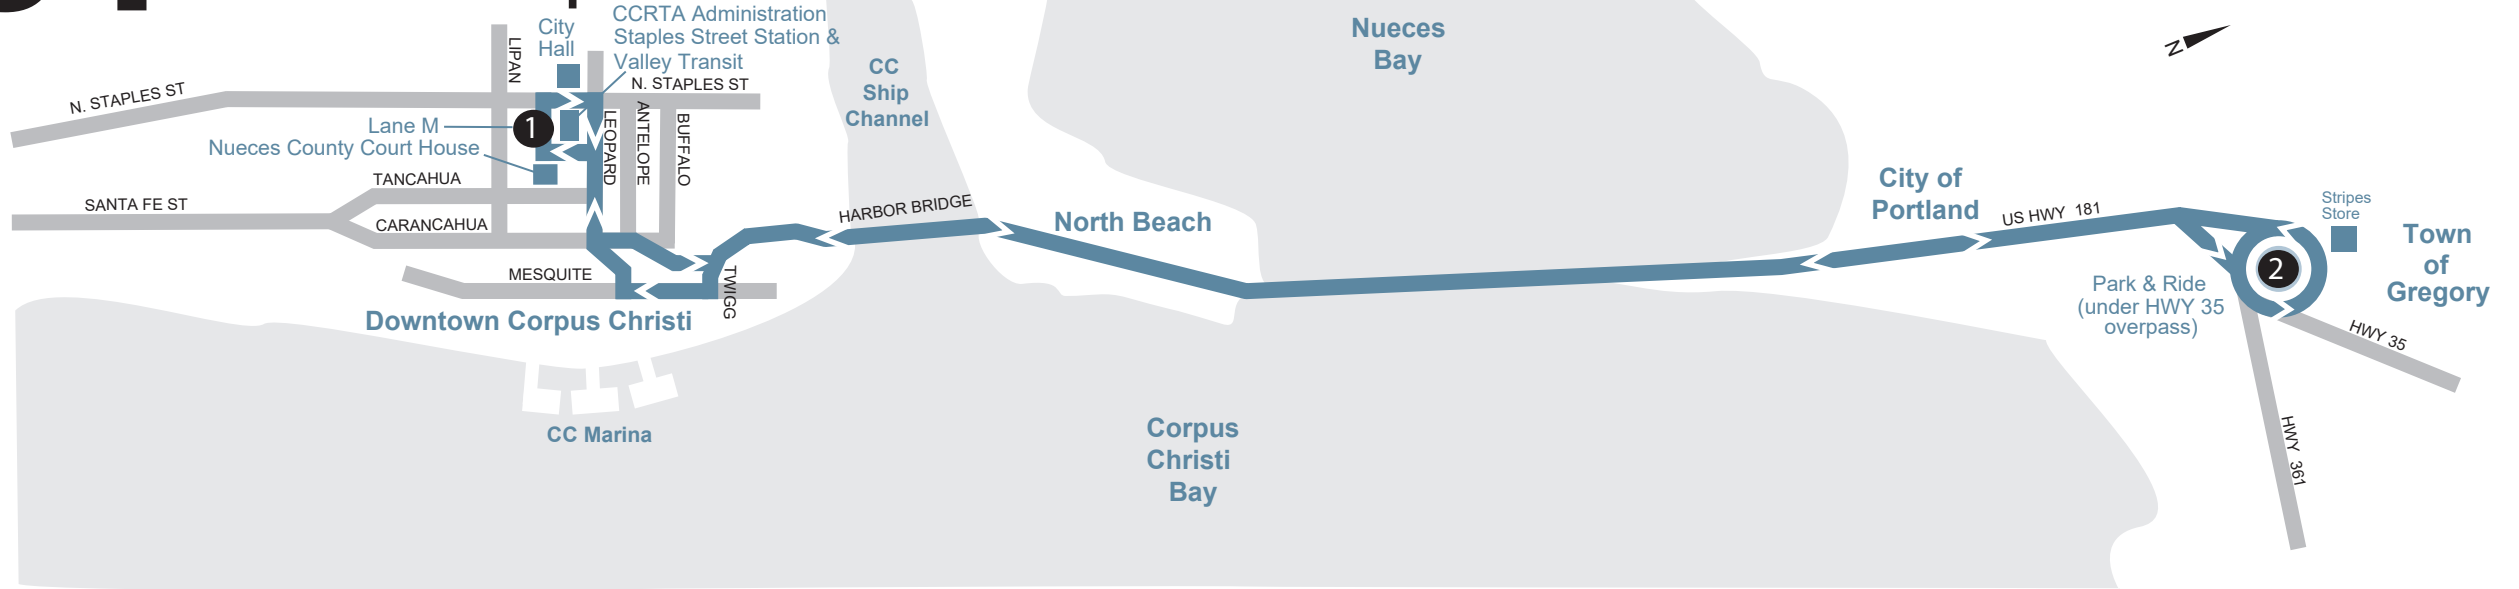 City
Hall
CCRTA Administration
Staples Street Station &
Valley Transit
LIPAN
N. STAPLES ST
N. STAPLES ST
Lane M
1
Nueces County Court House
LEOPARD
ANTELOPE
BUFFALO
TANCAHUA
SANTA FE ST
CARANCAHUA
MESQUITE
TWIGG
Downtown Corpus Christi
CC Marina
CC
Ship
Channel
HARBOR BRIDGE
North Beach
Nueces
Bay
Corpus
Christi
Bay
N
City of
Portland
US HWY 181
Stripes
Store
Town
of
Gregory
2
Park & Ride
(under HWY 35
overpass)
HWY 35
HWY 361